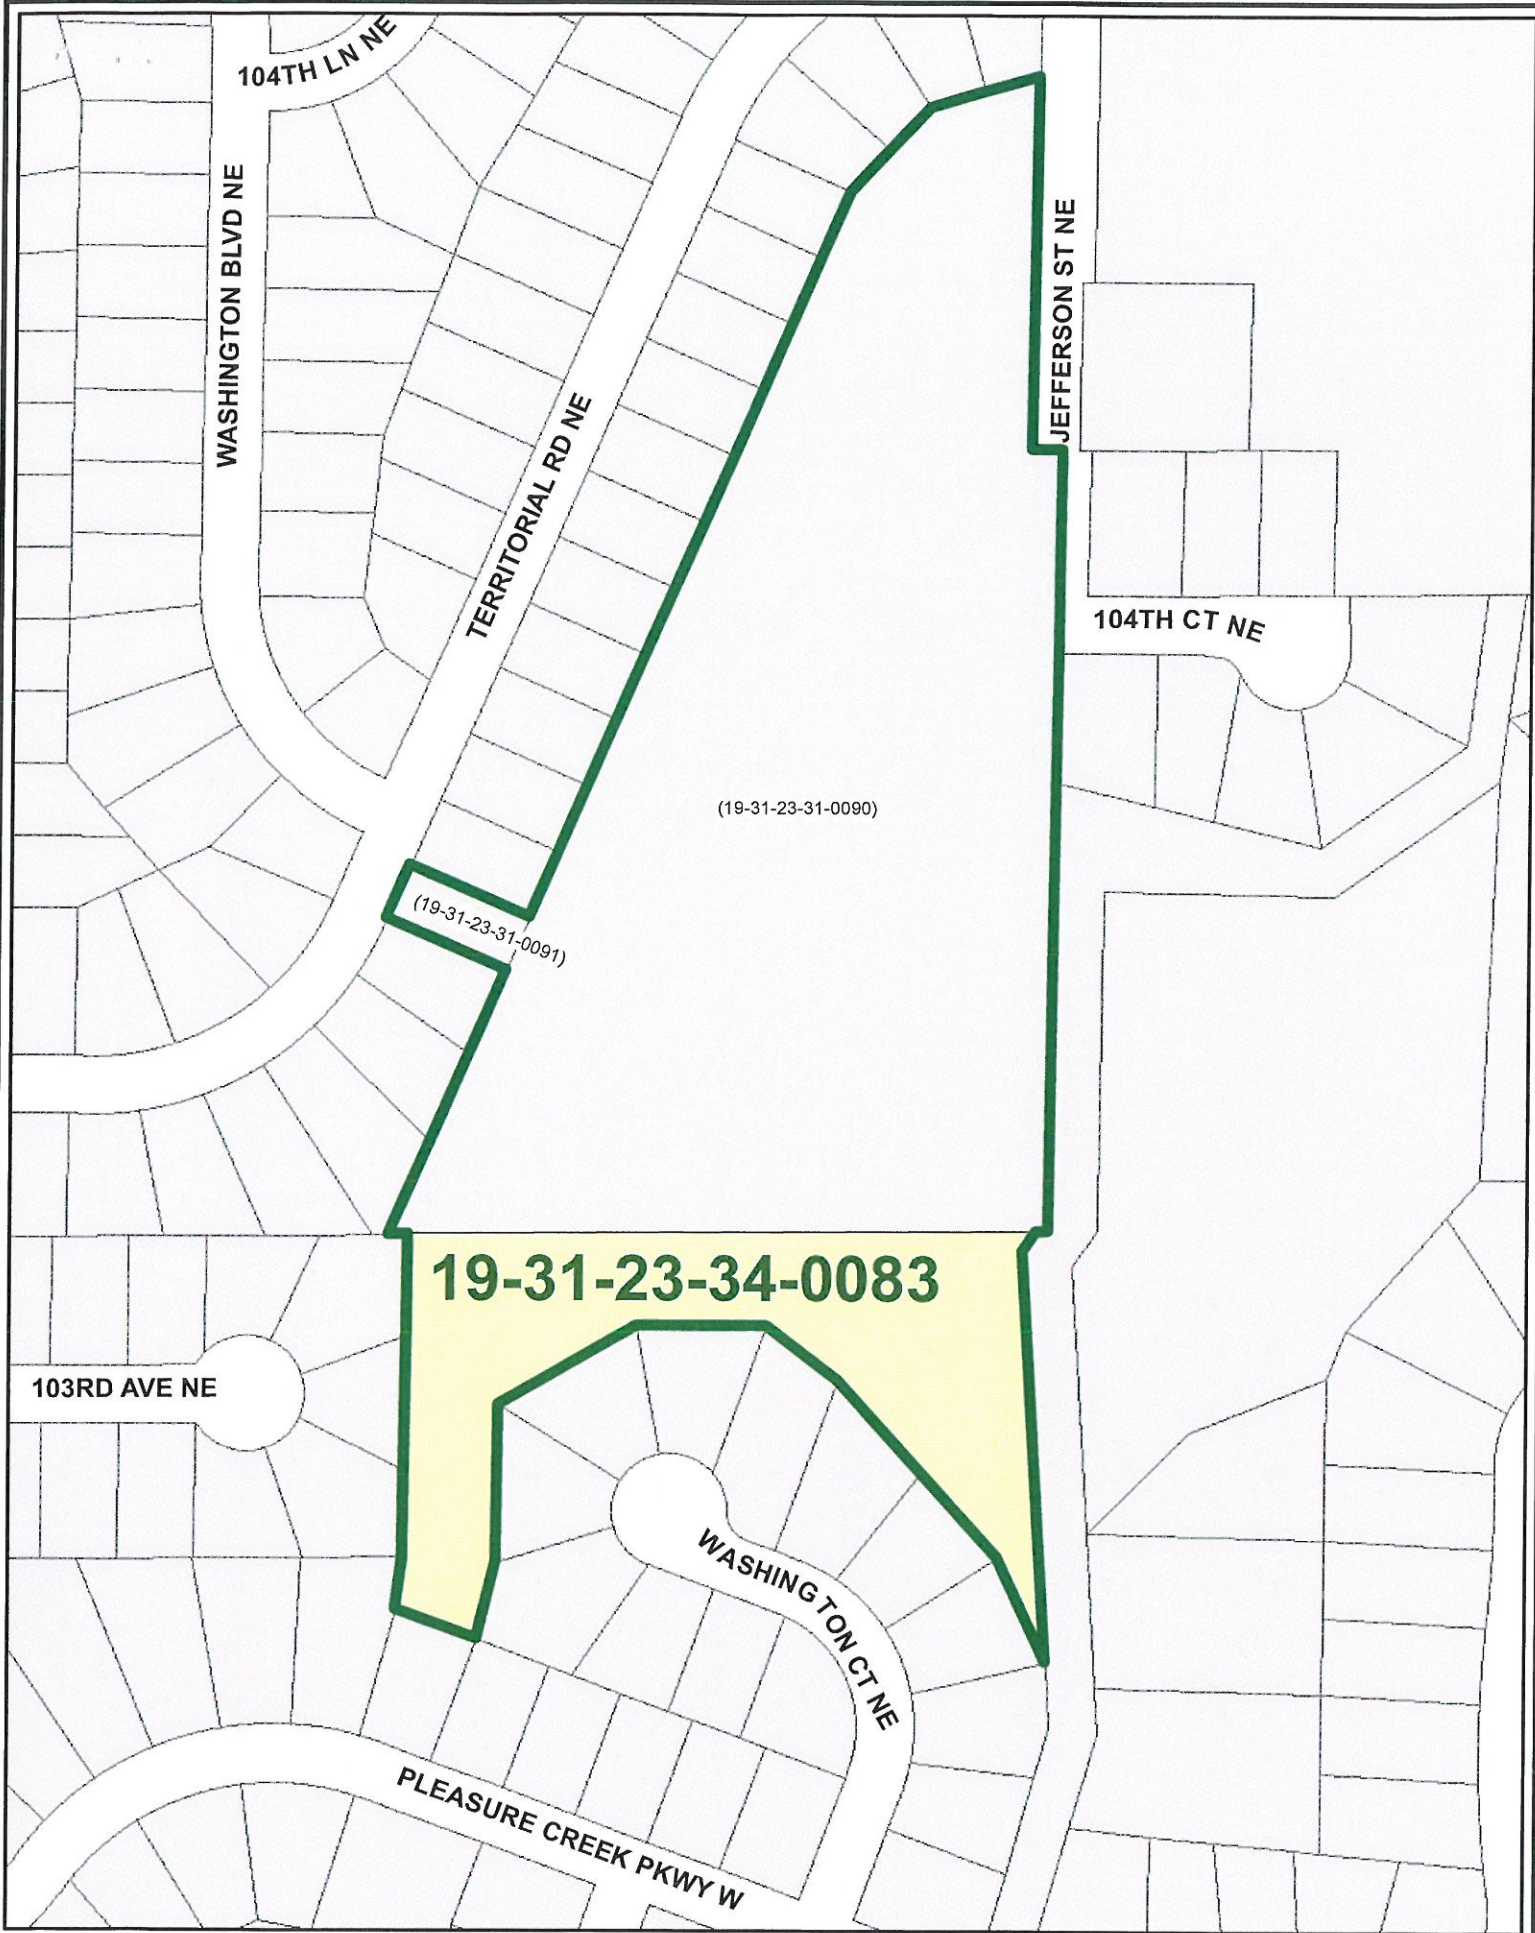 104TH LN NE
WASHINGTON BLVD NE
JEFFERSON ST NE
TERRITORIAL RD NE
104TH CT NE
(19-31-23-31-0090)
(19-31-23-31-0091)
19-31-23-34-0083
103RD AVE NE
WASHINGTON CT NE
PLEASURE CREEK PKWY W